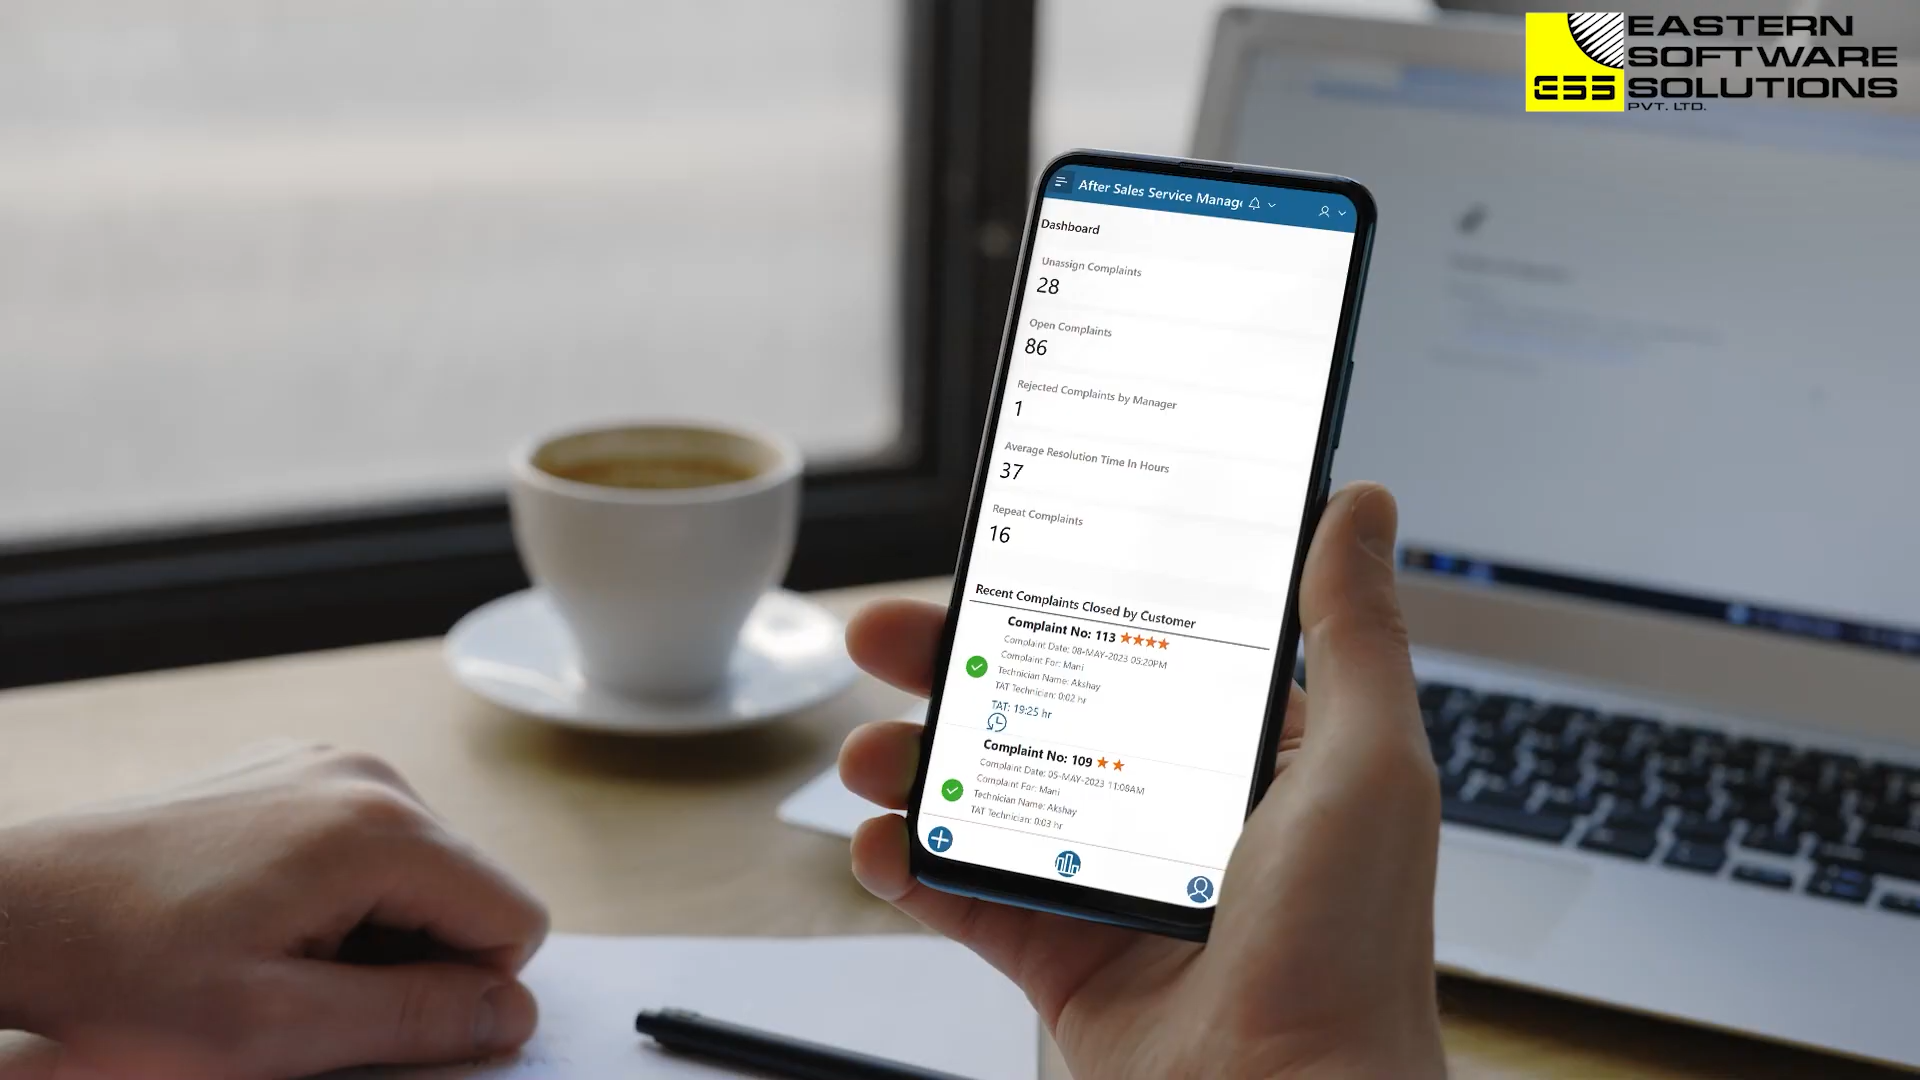 EASTERN
SOFTWARE
ESS SOLUTIONS
PVT. LTD.
After Sales Service Manag
Dashboard
Unassign Complaints
28
Open Complaints
86
Rejected Complaints by Manager
1
Average Resolution Time In Hours
37
Repeat Complaints
16
Recent Complaints Closed by Customer
Complaint No: 113
Complaint Date: 08-MAY-2023 05:20PM
Complaint For: Mani
Technician Name: Akshay
TAT Technician: 0:02 hr
TAT: 19:25 hr
Complaint No: 109
Complaint Date: 05-MAY-2023 11:08AM
Complaint For: Mani
Technician Name: Akshay
TAT Technician: 0:03 hr